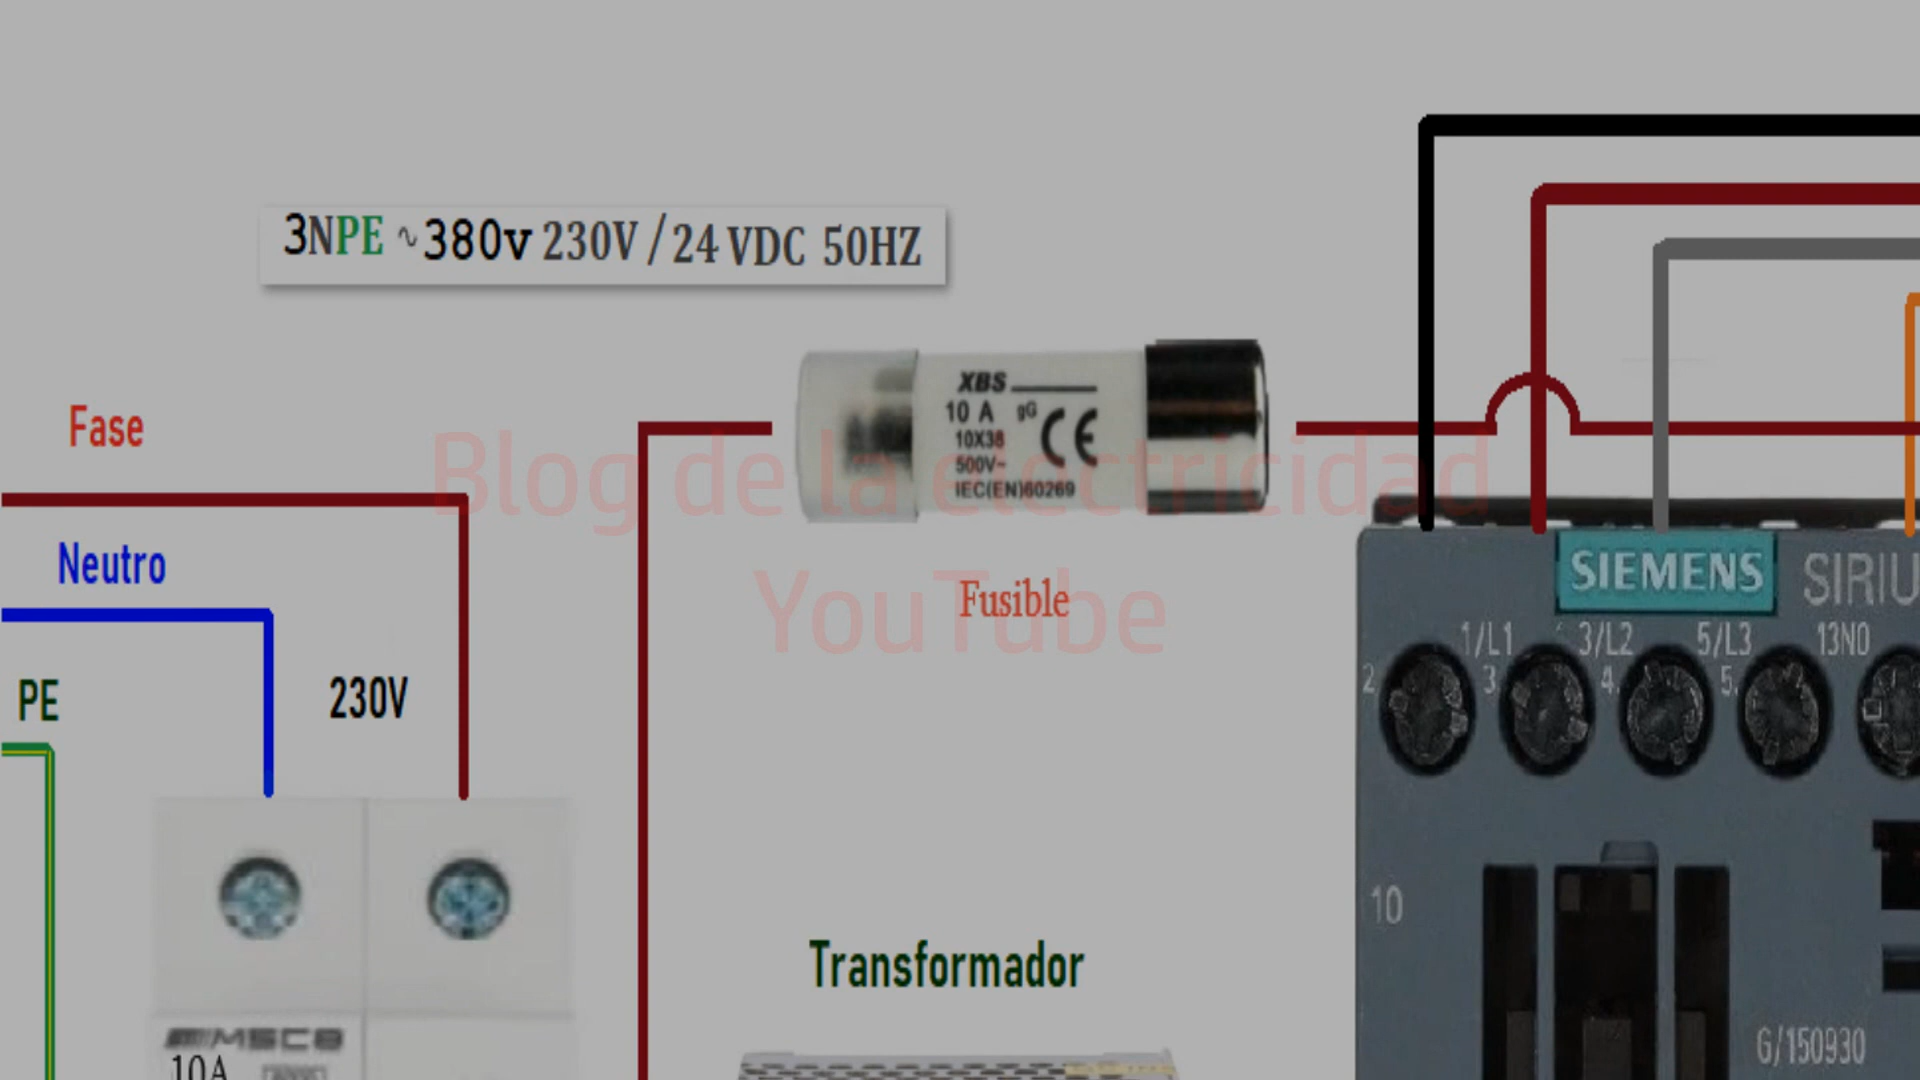 3NPE ~380v 230V / 24 VDC 50HZ
Fase
Neutro
PE
230V
XBS
10 A gG CE
10X38
500V~
IEC(EN)60269
Blog de la electricidad
YouTube
Fusible
SIEMENS
1/L1 3/L2 5/L3 13NO
2 3. 4. 5.
10
G/150930
Transformador
MSC8
10A